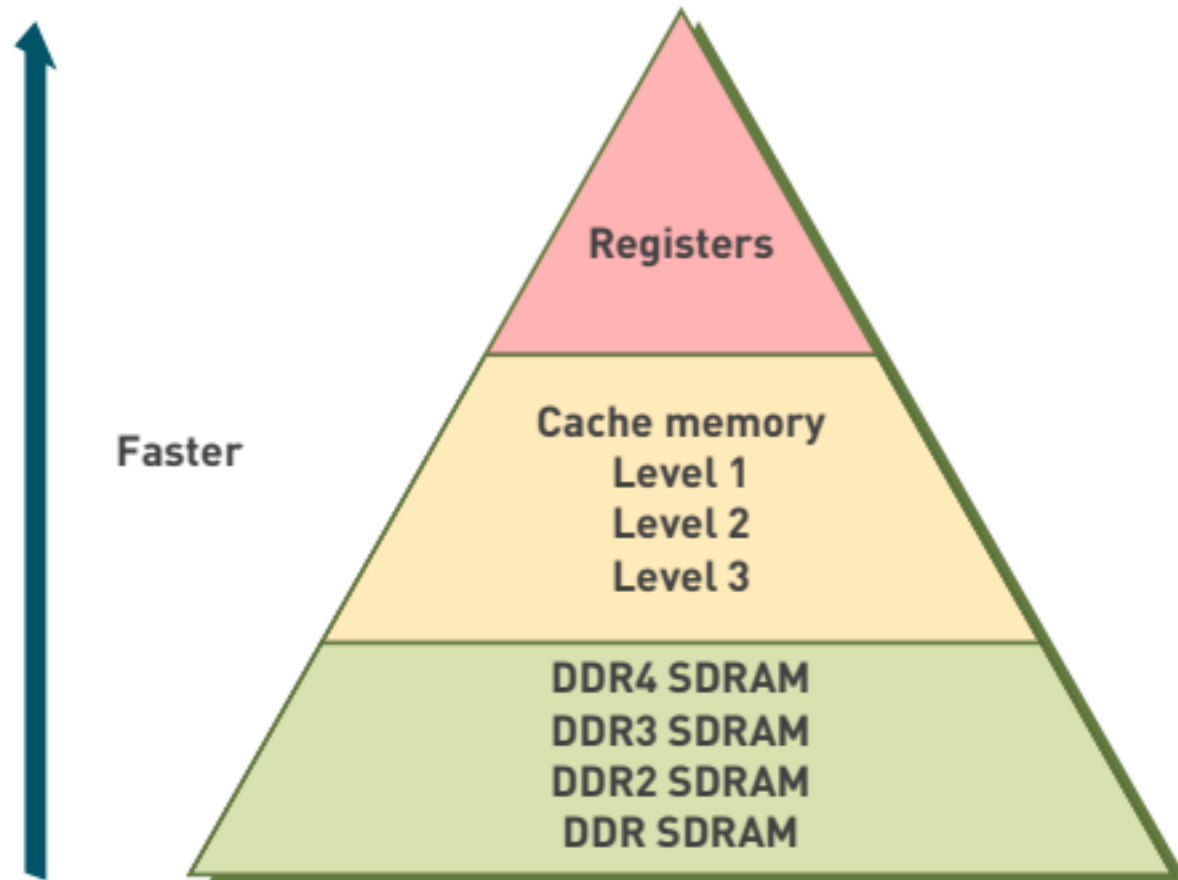 Registers
Faster
Cache memory
Level 1
Level 2
Level 3
DDR4 SDRAM
DDR3 SDRAM
DDR2 SDRAM
DDR SDRAM